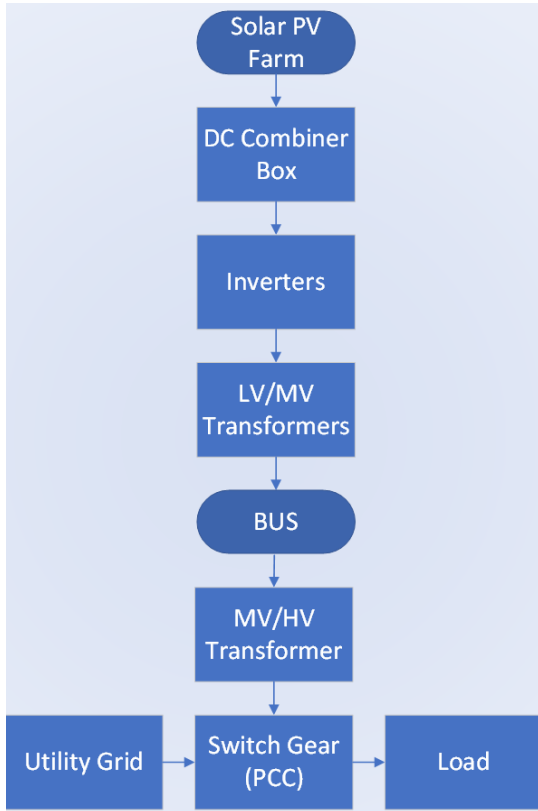 Solar PV
Farm
DC Combiner
Box
Inverters
LV/MV
Transformers
BUS
MV/HV
Transformer
Utility Grid
Switch Gear
(PCC)
Load